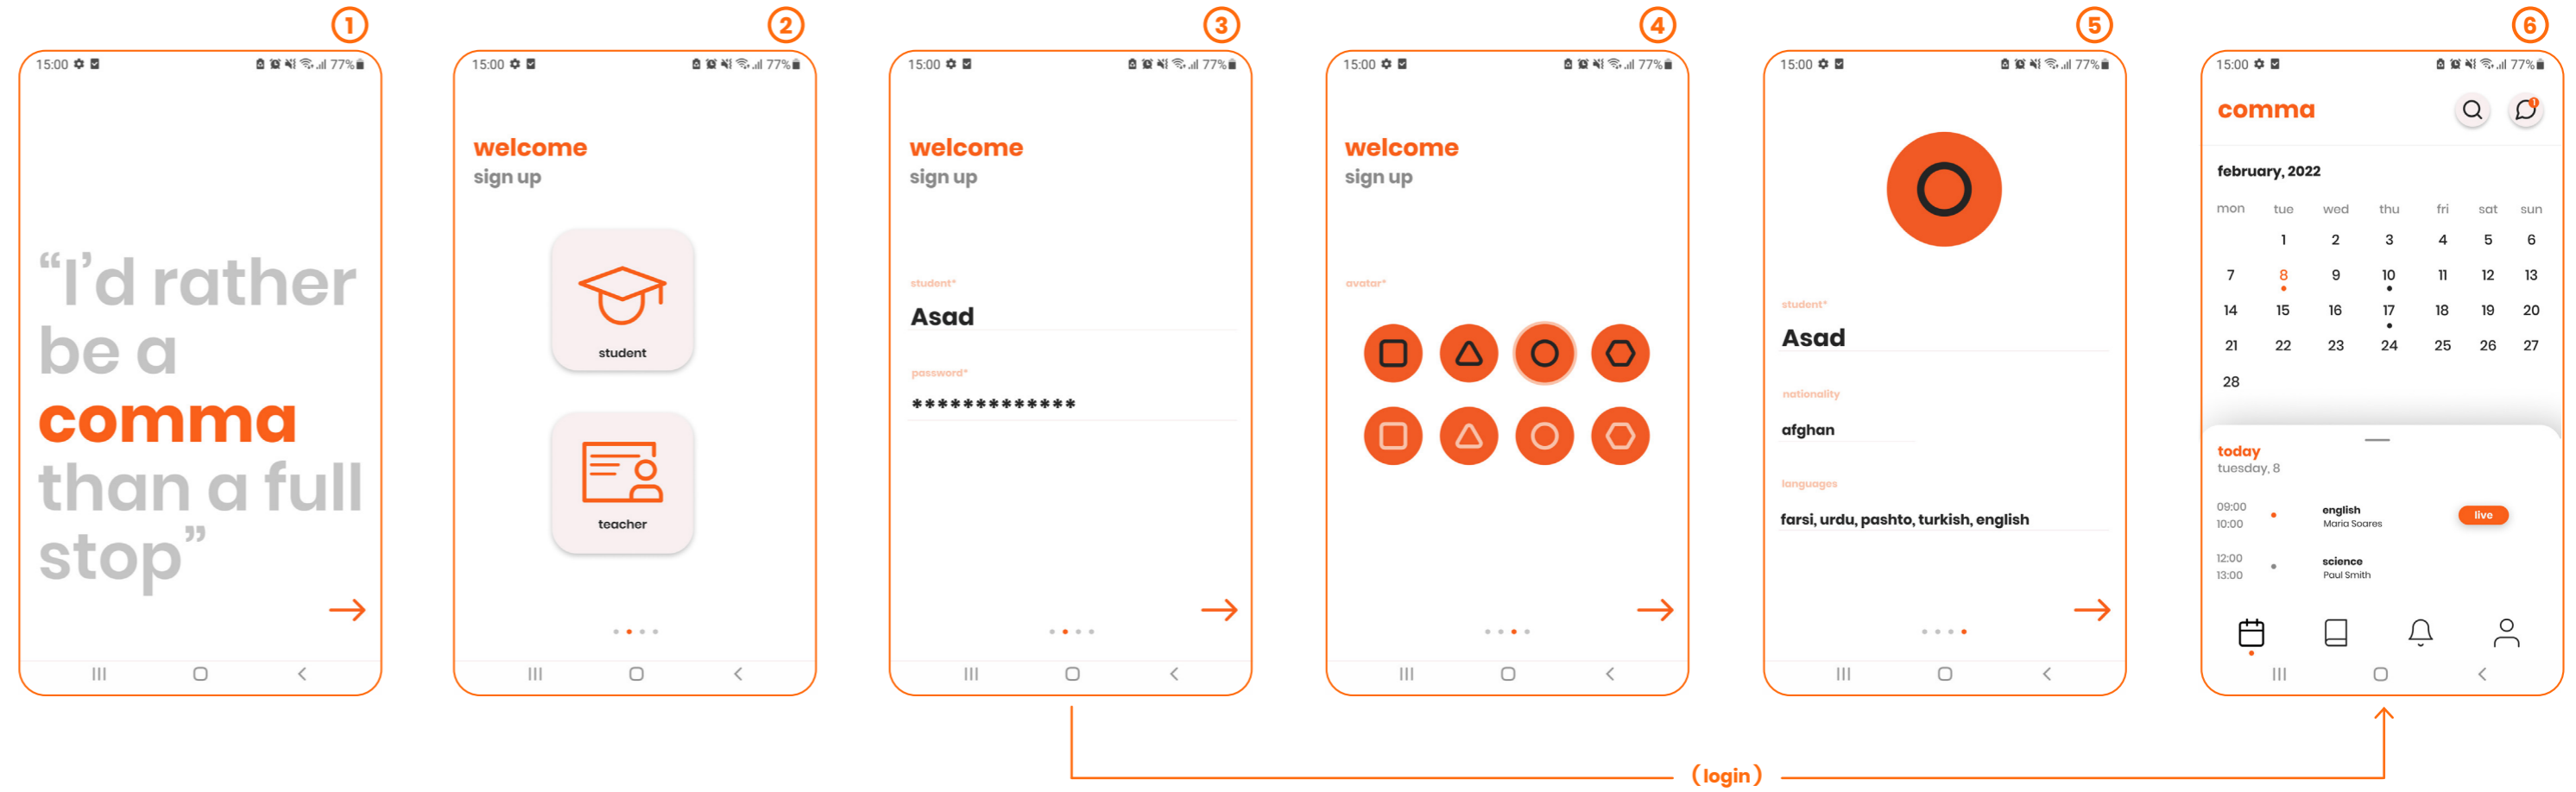 1
15:00 77%
“I’d rather
be a
comma
than a full
stop”
2
15:00 77%
welcome
sign up
student
teacher
3
15:00 77%
welcome
sign up
student*
Asad
password*
*************
4
15:00 77%
welcome
sign up
avatar*
5
15:00 77%
student*
Asad
nationality
afghan
languages
farsi, urdu, pashto, turkish, english
6
15:00 77%
comma
1
february, 2022
mon tue wed thu fri sat sun
1 2 3 4 5 6
7 8 9 10 11 12 13
14 15 16 17 18 19 20
21 22 23 24 25 26 27
28
today
tuesday, 8
09:00 english live
10:00 Maria Soares
12:00 science
13:00 Paul Smith
(login)